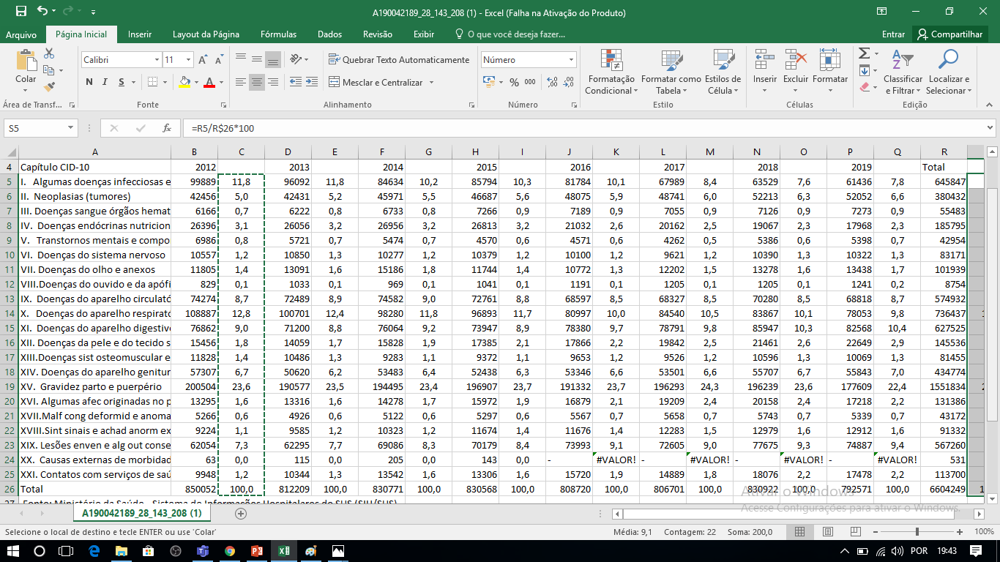 A190042189_28_143_208 (1) - Excel (Falha na Ativação do Produto)
Arquivo Página Inicial Inserir Layout da Página Fórmulas Dados Revisão Exibir O que você deseja fazer... Entrar Compartilhar
Colar Calibri 11 Quebrar Texto Automaticamente Número Formatação Condicional Formatar como Tabela Estilos de Célula Inserir Excluir Formatar Classificar e Filtrar Localizar e Selecionar
N I S A Mesclar e Centralizar % 000
Área de Transf... Fonte Alinhamento Número Estilo Células Edição
S5 fx =R5/R$26*100
A B C D E F G H I J K L M N O P Q R
4 Capítulo CID-10 2012 2013 2014 2015 2016 2017 2018 2019 Total
5 I. Algumas doenças infecciosas e 99889 11,8 96092 11,8 84634 10,2 85794 10,3 81784 10,1 67989 8,4 63529 7,6 61436 7,8 645847
6 II. Neoplasias (tumores) 42456 5,0 42431 5,2 45971 5,5 46687 5,6 48075 5,9 48741 6,0 52213 6,3 52052 6,6 380432
7 III. Doenças sangue órgãos hemat 6166 0,7 6222 0,8 6733 0,8 7266 0,9 7189 0,9 7055 0,9 7126 0,9 7273 0,9 55483
8 IV. Doenças endócrinas nutricion 26396 3,1 26056 3,2 26956 3,2 26813 3,2 21032 2,6 20162 2,5 19067 2,3 17968 2,3 185795
9 V. Transtornos mentais e compo 6986 0,8 5721 0,7 5474 0,7 4570 0,6 4571 0,6 4262 0,5 5386 0,6 5398 0,7 42954
10 VI. Doenças do sistema nervoso 10557 1,2 10850 1,3 10277 1,2 10379 1,2 10100 1,2 9621 1,2 10390 1,3 10322 1,3 83171
11 VII. Doenças do olho e anexos 11805 1,4 13091 1,6 15186 1,8 11744 1,4 10772 1,3 12202 1,5 13278 1,6 13438 1,7 101939
12 VIII.Doenças do ouvido e da apófi 829 0,1 1033 0,1 969 0,1 1041 0,1 1191 0,1 1205 0,1 1205 0,1 1241 0,2 8754
13 IX. Doenças do aparelho circulató 74274 8,7 72489 8,9 74582 9,0 72761 8,8 68597 8,5 68327 8,5 70280 8,5 68818 8,7 574932
14 X. Doenças do aparelho respirató 108887 12,8 100701 12,4 98280 11,8 96893 11,7 80997 10,0 84540 10,5 83867 10,1 78053 9,8 736437
15 XI. Doenças do aparelho digestiv 76862 9,0 71200 8,8 76064 9,2 73947 8,9 78380 9,7 78791 9,8 85947 10,3 82568 10,4 627525
16 XII. Doenças da pele e do tecido s 15456 1,8 14059 1,7 15828 1,9 17385 2,1 17866 2,2 19842 2,5 21461 2,6 22649 2,9 145536
17 XIII.Doenças sist osteomuscular e 11828 1,4 10486 1,3 9283 1,1 9372 1,1 9653 1,2 9526 1,2 10596 1,3 10069 1,3 81455
18 XIV. Doenças do aparelho genitur 57307 6,7 50620 6,2 53483 6,4 52438 6,3 53346 6,6 53501 6,6 55707 6,7 55843 7,0 434774
19 XV. Gravidez parto e puerpério 200504 23,6 190577 23,5 194495 23,4 196907 23,7 191332 23,7 196293 24,3 196239 23,6 177609 22,4 1551834
20 XVI. Algumas afec originadas no p 13295 1,6 13316 1,6 14278 1,7 15972 1,9 16879 2,1 19209 2,4 20158 2,4 17218 2,2 131386
21 XVII.Malf cong deformid e anoma 5266 0,6 4926 0,6 5122 0,6 5297 0,6 5567 0,7 5658 0,7 5743 0,7 5339 0,7 43172
22 XVIII.Sint sinais e achad anorm ex 9224 1,1 9585 1,2 10323 1,2 11674 1,4 11676 1,4 12283 1,5 12979 1,6 12912 1,6 91332
23 XIX. Lesões enven e alg out conse 62054 7,3 62295 7,7 69086 8,3 70179 8,4 73993 9,1 72605 9,0 77675 9,3 74887 9,4 567260
24 XX. Causas externas de morbidad 63 0,0 115 0,0 205 0,0 143 0,0 - #VALOR! - #VALOR! - #VALOR! - #VALOR! 531
25 XXI. Contatos com serviços de saú 9948 1,2 10344 1,3 13542 1,6 13306 1,6 15720 1,9 14889 1,8 18076 2,2 17478 2,2 113700
26 Total 850052 100,0 812209 100,0 830771 100,0 830568 100,0 808720 100,0 806701 100,0 830922 100,0 792571 100,0 6604249
Ativar o Windows
Acesse Configurações para ativar o Windows.
A190042189_28_143_208 (1)
Selecione o local de destino e tecle ENTER ou use 'Colar' Média: 9,1 Contagem: 22 Soma: 200,0 100%
POR 19:43